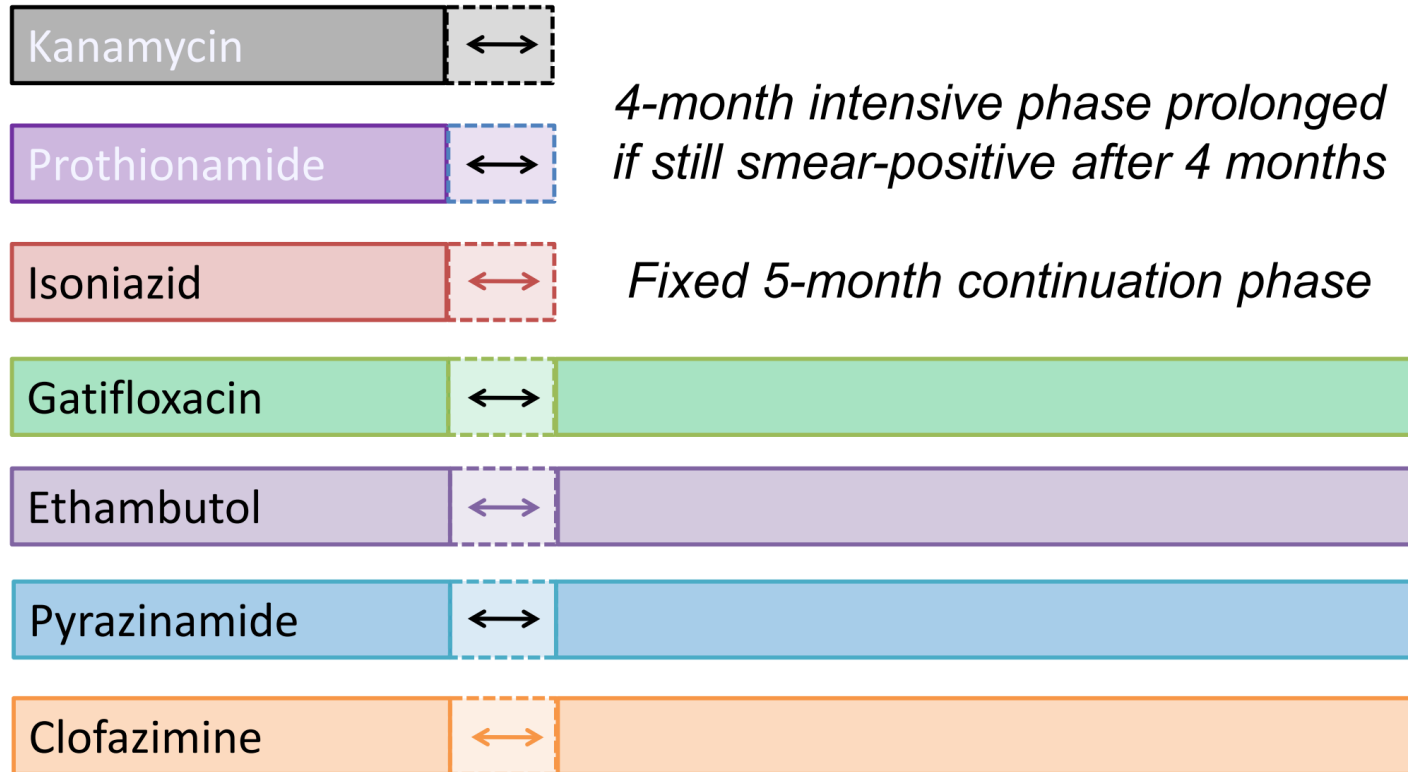 Kanamycin
4-month intensive phase prolonged
if still smear-positive after 4 months
Prothionamide
Isoniazid
Fixed 5-month continuation phase
Gatifloxacin
Ethambutol
Pyrazinamide
Clofazimine